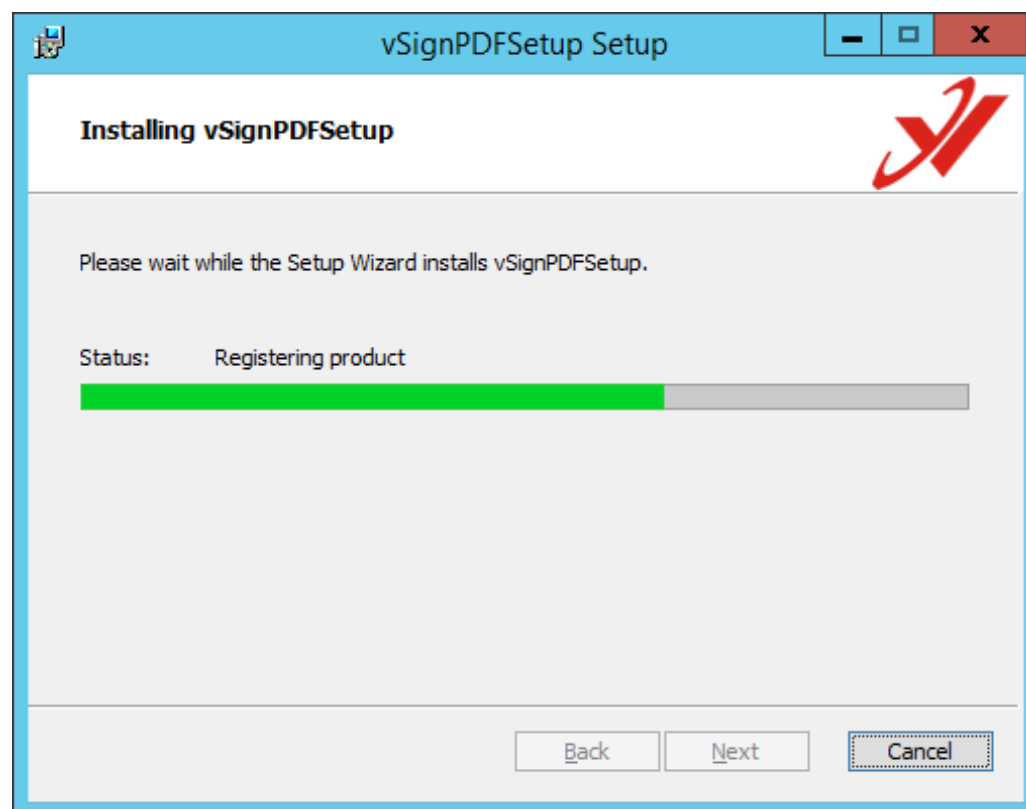 vSignPDFSetup Setup
Installing vSignPDFSetup
Please wait while the Setup Wizard installs vSignPDFSetup.
Status: Registering product
Back Next Cancel